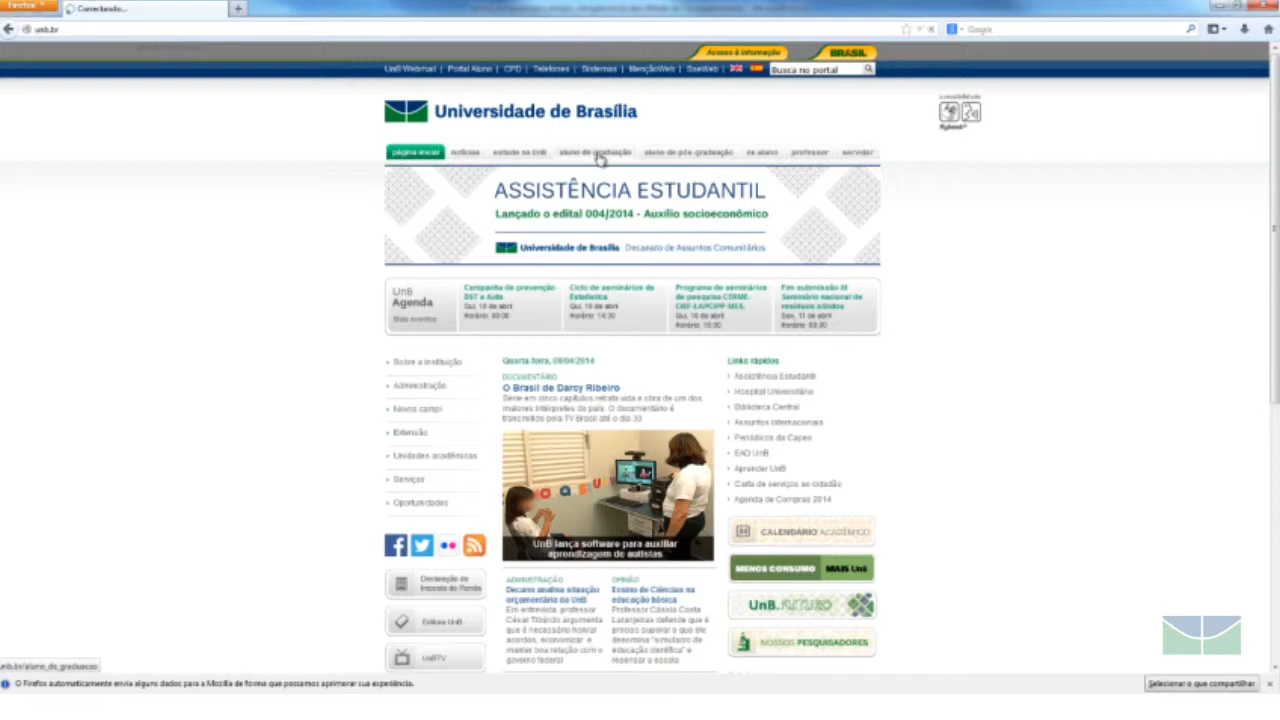 Firefox
Conectando...
unb.br
Google
Acesso à Informação
BRASIL
UnB Webmail | Portal Aluno | CPD | Telefones | Sistemas | MençãoWeb | SaeWeb |
Busca no portal
Universidade de Brasília
página inicial notícias estude na UnB aluno de graduação aluno de pós-graduação ex-aluno professor servidor
ASSISTÊNCIA ESTUDANTIL
Lançado o edital 004/2014 - Auxílio socioeconômico
Universidade de Brasília Decanato de Assuntos Comunitários
UnB
Agenda
Mais eventos
Campanha de prevenção
DST e Aids
Qui, 10 de abril
Horário: 00:00
Ciclo de seminários da
Estatística
Qui, 10 de abril
Horário: 14:30
Programa de seminários
de pesquisa CERME-
CIEF-LAPCIPP-MES.
Qui, 10 de abril
Horário: 16:00
Fim submissão XI
Seminário nacional de
resíduos sólidos
Sex, 11 de abril
Horário: 00:00
Sobre a instituição
Administração
Novos campi
Extensão
Unidades acadêmicas
Serviços
Oportunidades
Declaração de
Imposto de Renda
Editora UnB
UnBTV
Quarta-feira, 09/04/2014
DOCUMENTÁRIO
O Brasil de Darcy Ribeiro
Série em cinco capítulos retrata vida e obra de um dos
maiores intérpretes do país. O documentário é
transmitido pela TV Brasil até o dia 30
UnB lança software para auxiliar
aprendizagem de autistas
ADMINISTRAÇÃO
Decano analisa situação
orçamentária da UnB
Em entrevista, professor
César Tibúrcio argumenta
que é necessário honrar
acordos, economizar e
manter boa relação com o
governo federal
OPINIÃO
Ensino de Ciências na
educação básica
Professor Cássio Costa
Laranjeiras defende que é
preciso superar o que ele
denomina "simulacro de
educação científica" e
repensar a escola
Links rápidos
Assistência Estudantil
Hospital Universitário
Biblioteca Central
Assuntos Internacionais
Periódicos da Capes
EAD UnB
Aprender UnB
Carta de serviços ao cidadão
Agenda de Compras 2014
CALENDÁRIO ACADÊMICO
MENOS CONSUMO MAIS UnB
UnB.FUTURO
NOSSOS PESQUISADORES
unb.br/aluno_de_graduacao
O Firefox automaticamente envia alguns dados para a Mozilla de forma que possamos aprimorar sua experiência.
Selecionar o que compartilhar